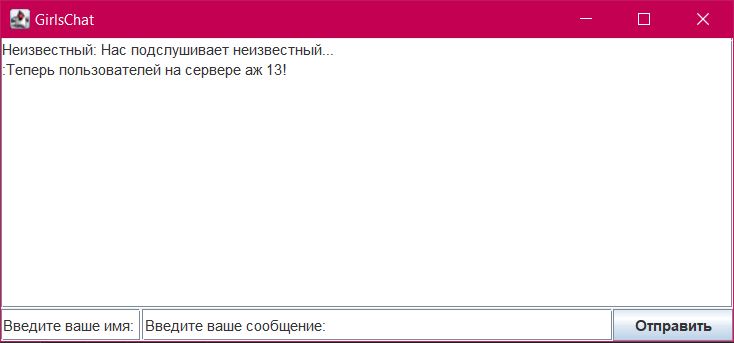 GirlsChat
Неизвестный: Нас подслушивает неизвестный...
:Теперь пользователей на сервере аж 13!
Введите ваше имя:
Введите ваше сообщение:
Отправить